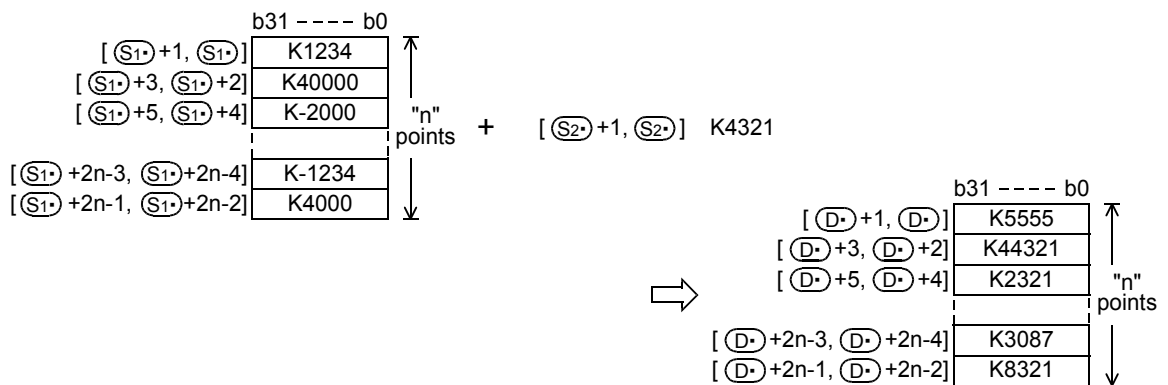 b31 ---- b0
[ S1• +1, S1• ] K1234
[ S1• +3, S1• +2] K40000
[ S1• +5, S1• +4] K-2000
"n"
points
+ [ S2• +1, S2• ] K4321
[ S1• +2n-3, S1• +2n-4] K-1234
[ S1• +2n-1, S1• +2n-2] K4000
b31 ---- b0
[ D• +1, D• ] K5555
[ D• +3, D• +2] K44321
[ D• +5, D• +4] K2321
"n"
points
[ D• +2n-3, D• +2n-4] K3087
[ D• +2n-1, D• +2n-2] K8321